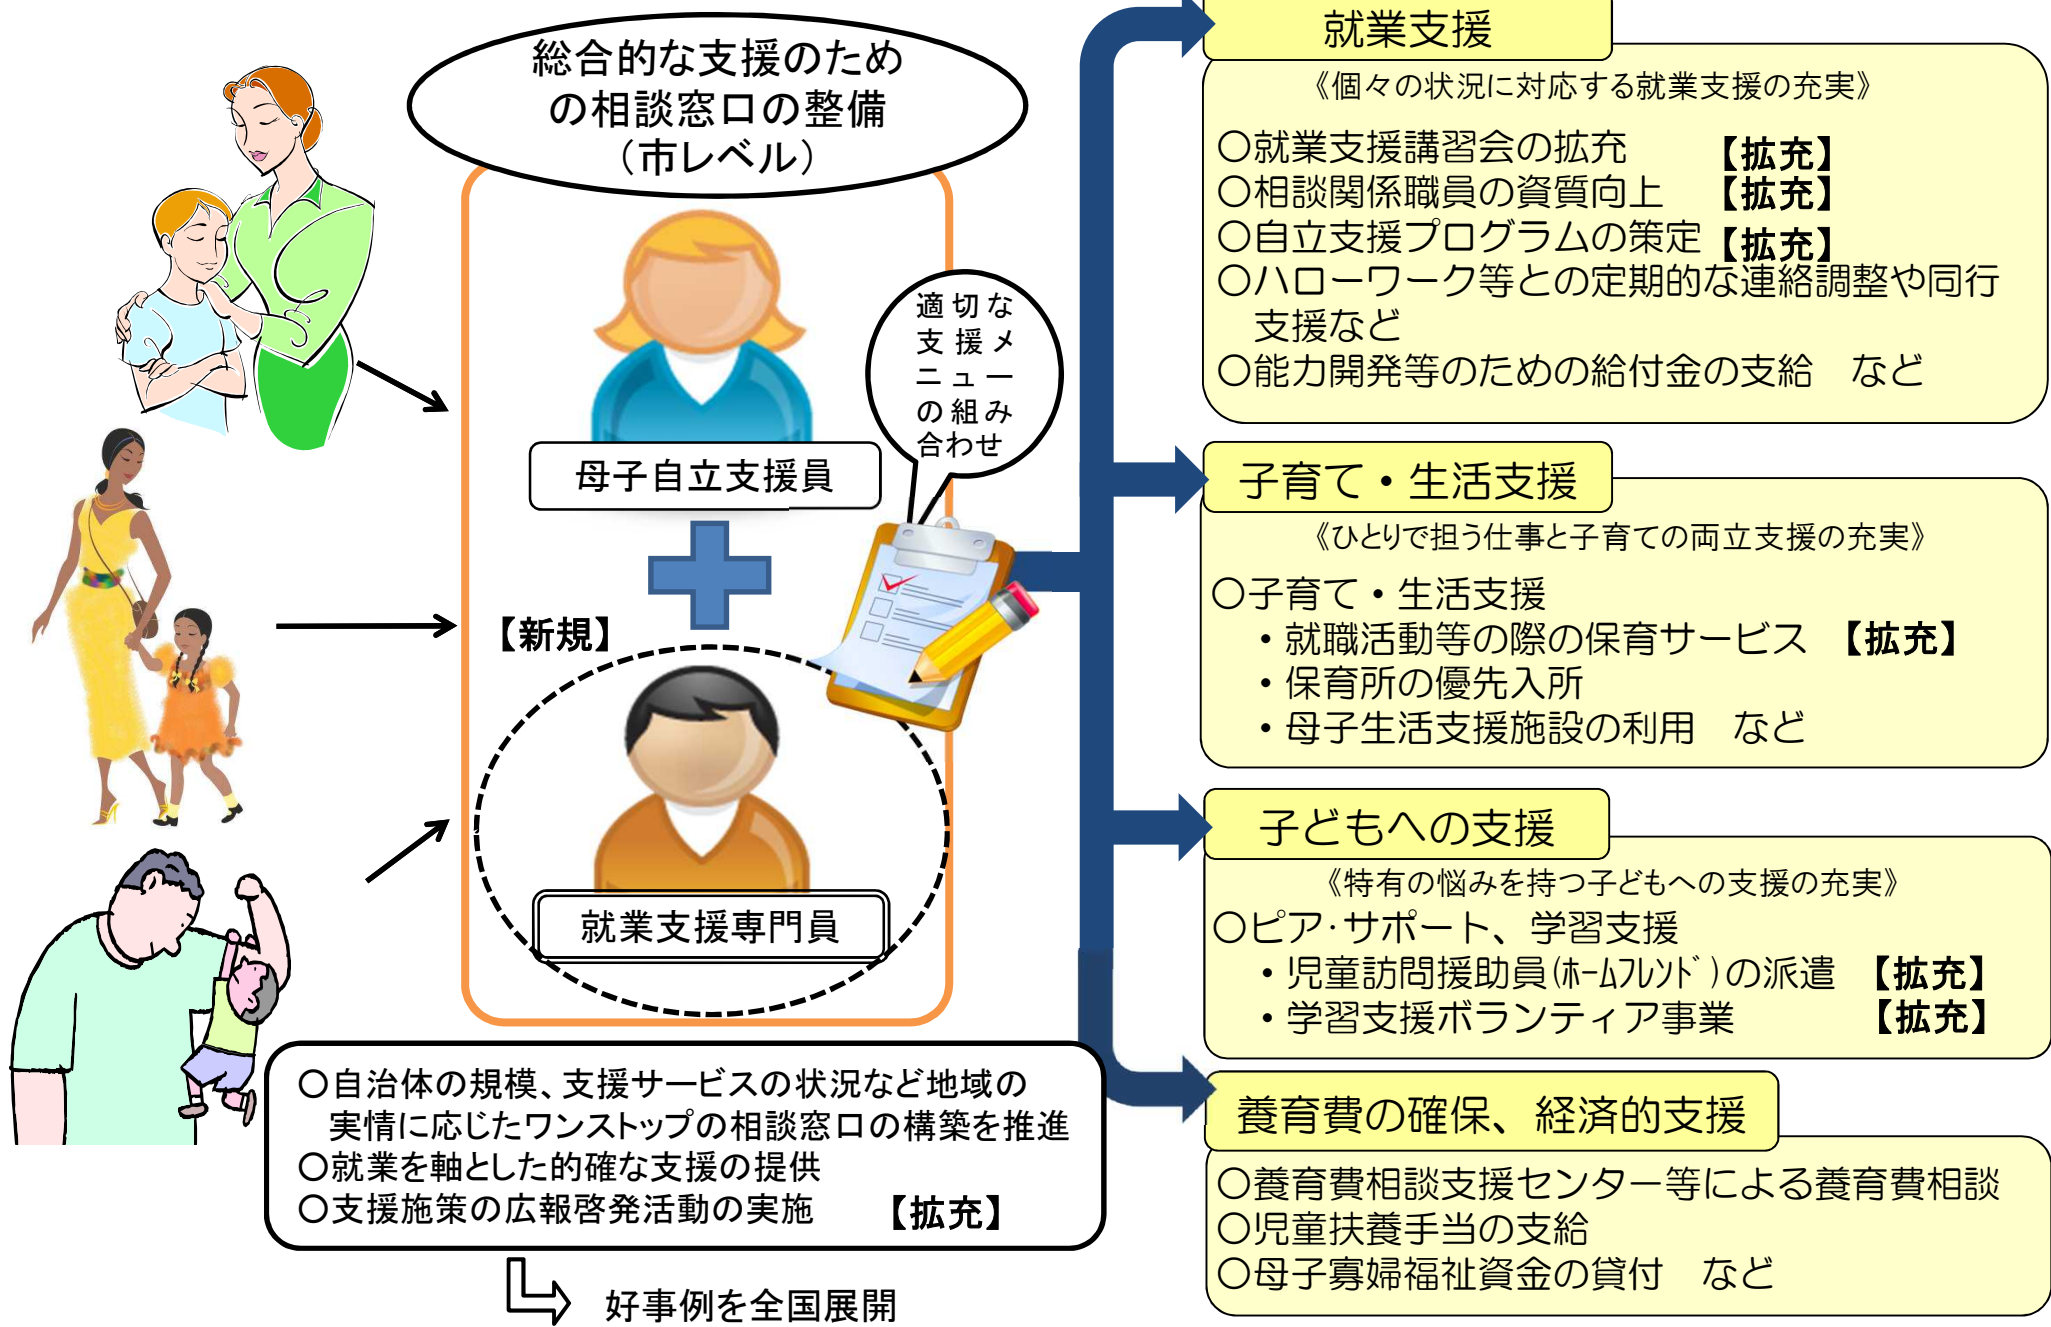 総合的な支援のため
の相談窓口の整備
（市レベル）
適切な
支援メ
ニュー
の組み
合わせ
母子自立支援員
【新規】
就業支援専門員
○自治体の規模、支援サービスの状況など地域の
実情に応じたワンストップの相談窓口の構築を推進
○就業を軸とした的確な支援の提供
○支援施策の広報啓発活動の実施　【拡充】
好事例を全国展開
就業支援
《個々の状況に対応する就業支援の充実》
○就業支援講習会の拡充　【拡充】
○相談関係職員の資質向上　【拡充】
○自立支援プログラムの策定【拡充】
○ハローワーク等との定期的な連絡調整や同行
支援など
○能力開発等のための給付金の支給　など
子育て・生活支援
《ひとりで担う仕事と子育ての両立支援の充実》
○子育て・生活支援
・就職活動等の際の保育サービス　【拡充】
・保育所の優先入所
・母子生活支援施設の利用　など
子どもへの支援
《特有の悩みを持つ子どもへの支援の充実》
○ピア･サポート、学習支援
・児童訪問援助員(ﾎｰﾑﾌﾚﾝﾄﾞ)の派遣　【拡充】
・学習支援ボランティア事業　【拡充】
養育費の確保、経済的支援
○養育費相談支援センター等による養育費相談
○児童扶養手当の支給
○母子寡婦福祉資金の貸付　など